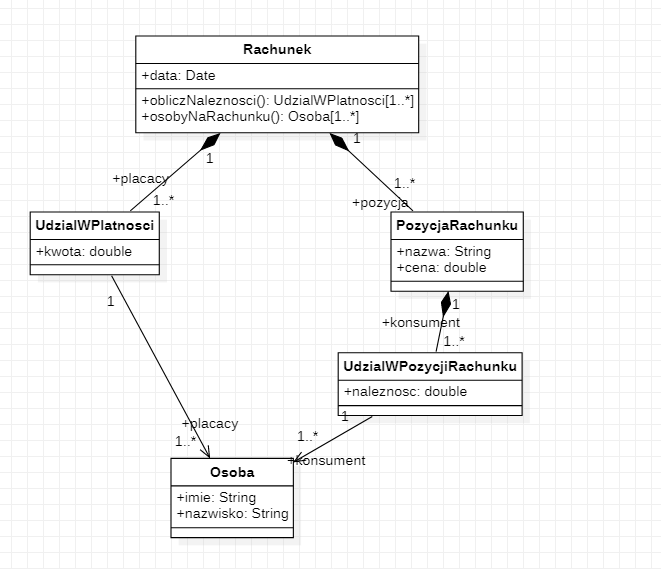 Rachunek
+data: Date
+obliczNaleznosci(): UdzialWPlatnosci[1..*]
+osobyNaRachunku(): Osoba[1..*]
1
1
+placacy
1..*
1..*
+pozycja
UdzialWPlatnosci
+kwota: double
PozycjaRachunku
+nazwa: String
+cena: double
1
1
+konsument
1..*
UdzialWPozycjiRachunku
+naleznosc: double
1
+placacy
1..*
1..*
+konsument
Osoba
+imie: String
+nazwisko: String